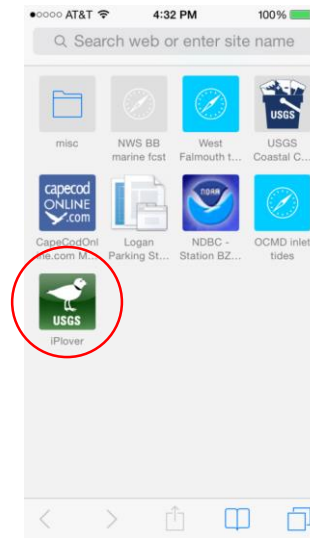 AT&T 4:32 PM 100%
Search web or enter site name
USGS
misc NWS BB West USGS
marine fcst Falmouth t... Coastal C...
capecod
ONLINE
.com
NOAA
CapeCodOnl Logan NDBC - OCMD inlet
ine.com M... Parking St... Station BZ... tides
USGS
iPlover